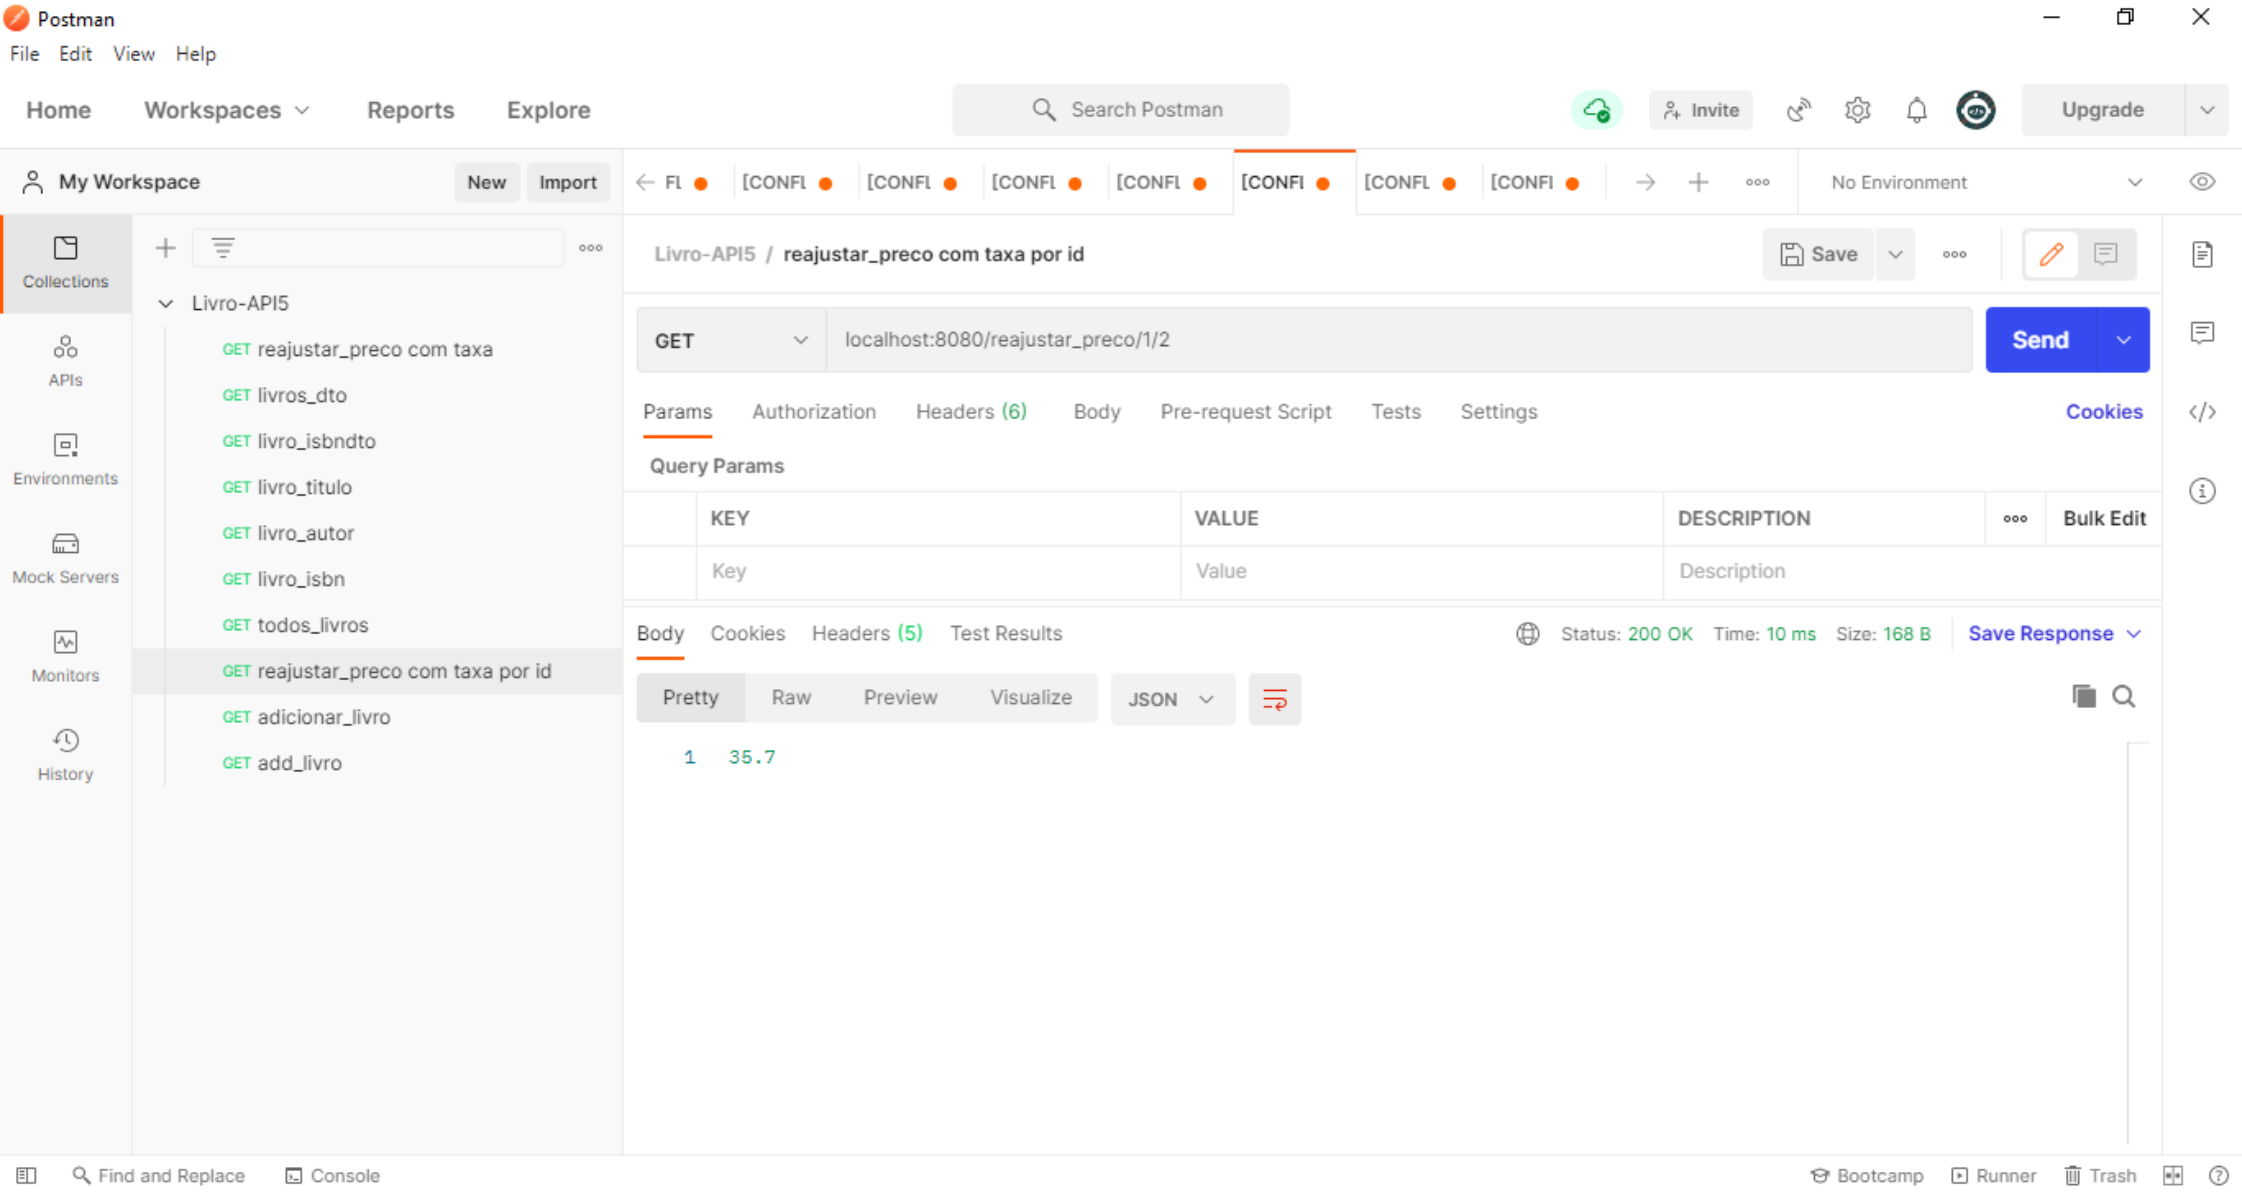 Postman
File Edit View Help
Home Workspaces Reports Explore Search Postman Invite Upgrade
My Workspace New Import FL [CONFL [CONFL [CONFL [CONFL [CONFI [CONFL [CONFI No Environment
Collections
APIs
Environments
Mock Servers
Monitors
History
Livro-API5
GET reajustar_preco com taxa
GET livros_dto
GET livro_isbndto
GET livro_titulo
GET livro_autor
GET livro_isbn
GET todos_livros
GET reajustar_preco com taxa por id
GET adicionar_livro
GET add_livro
Livro-API5 / reajustar_preco com taxa por id Save
GET localhost:8080/reajustar_preco/1/2 Send
Params Authorization Headers (6) Body Pre-request Script Tests Settings Cookies
Query Params
KEY VALUE DESCRIPTION Bulk Edit
Key Value Description
Body Cookies Headers (5) Test Results Status: 200 OK Time: 10 ms Size: 168 B Save Response
Pretty Raw Preview Visualize JSON
1 35.7
Find and Replace Console Bootcamp Runner Trash